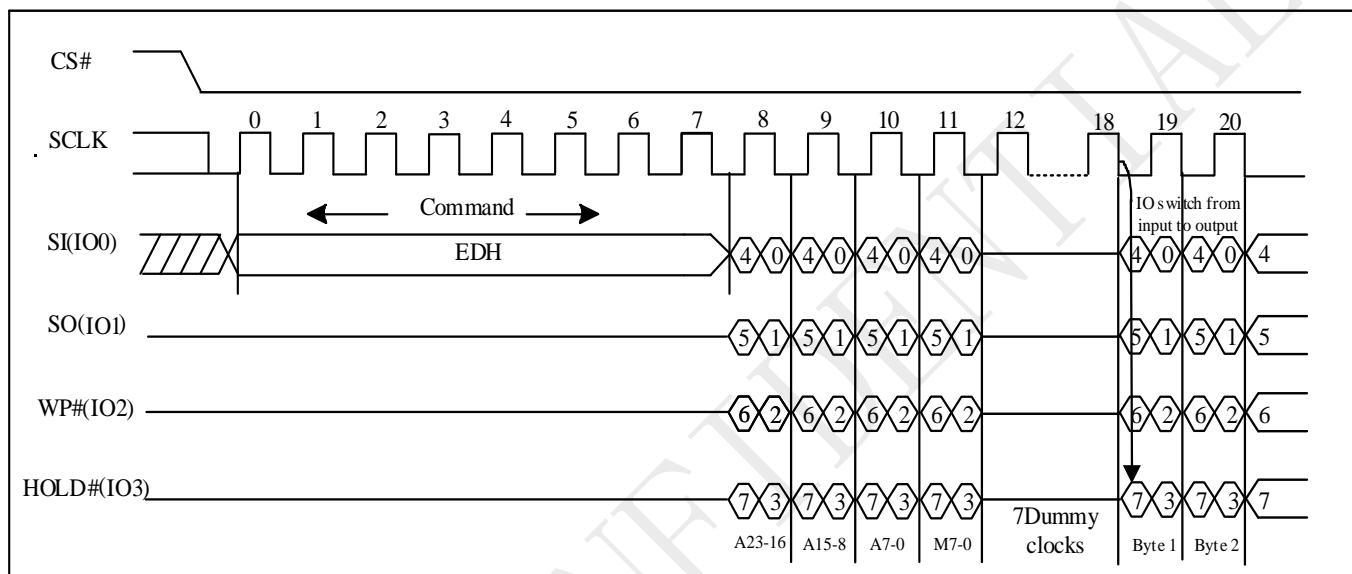 CS#
SCLK
0 1 2 3 4 5 6 7 8 9 10 11 12 18 19 20
Command
IO switch from
input to output
SI(IO0)
EDH
4 0 4 0 4 0 4 0 4 0 4 0 4
SO(IO1)
5 1 5 1 5 1 5 1 5 1 5 1 5
WP#(IO2)
6 2 6 2 6 2 6 2 6 2 6 2 6
HOLD#(IO3)
7 3 7 3 7 3 7 3 7 3 7 3 7
A23-16 A15-8 A7-0 M7-0
7Dummy
clocks
Byte 1 Byte 2